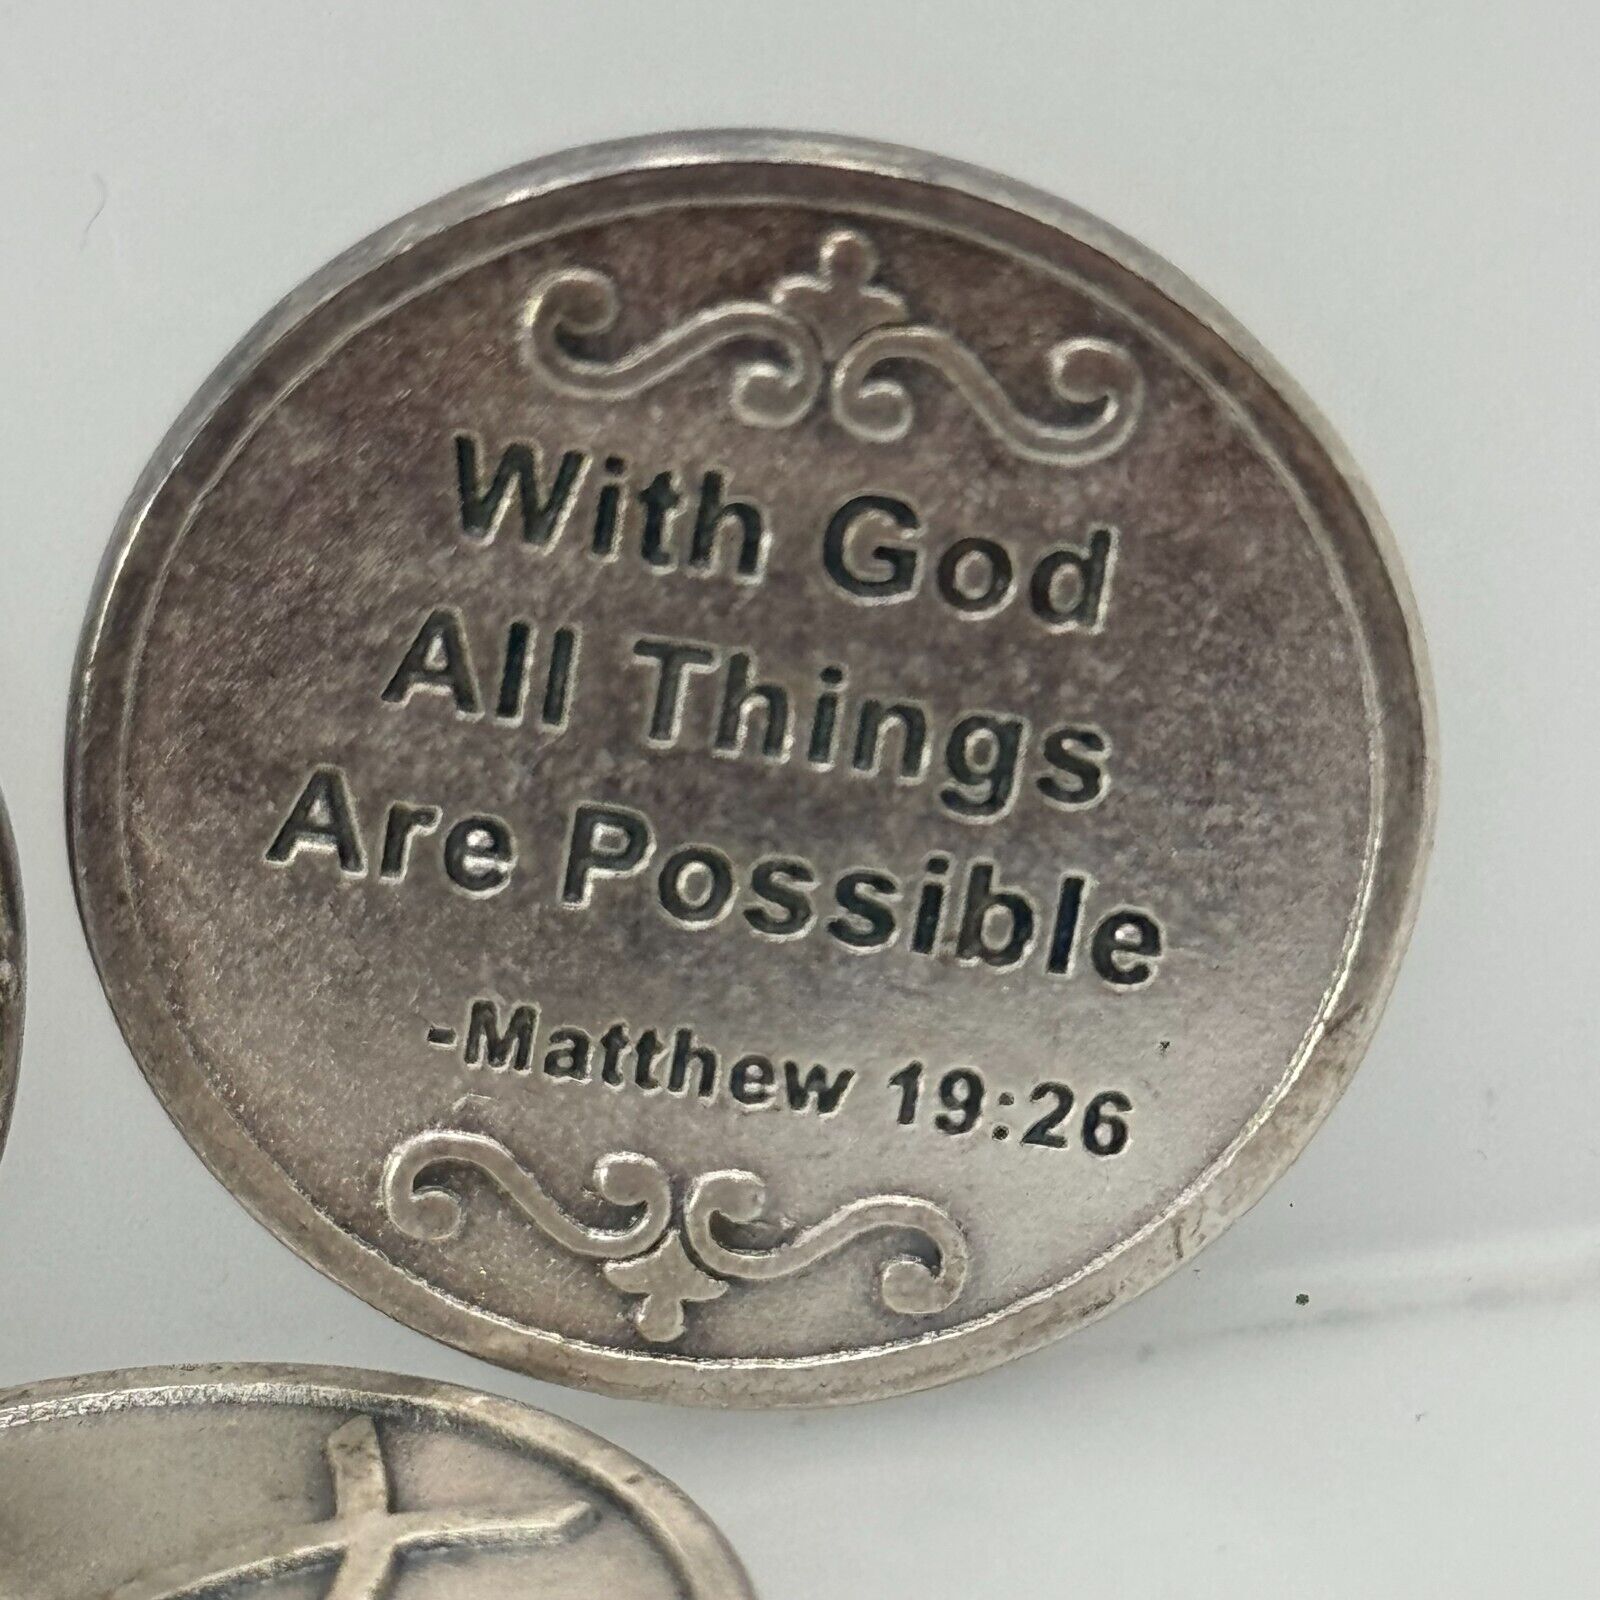 With God
All Things
Are Possible
-Matthew 19:26